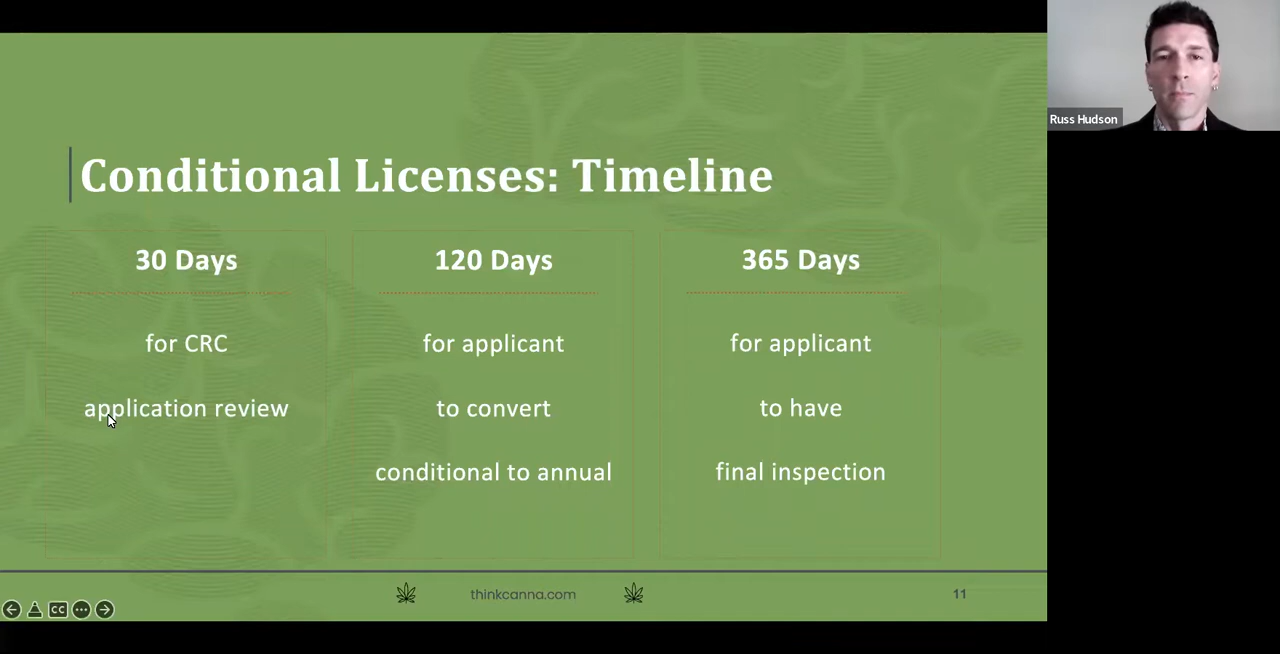 Russ Hudson
Conditional Licenses: Timeline
30 Days
for CRC
application review
120 Days
for applicant
to convert
conditional to annual
365 Days
for applicant
to have
final inspection
thinkcanna.com
11
CC